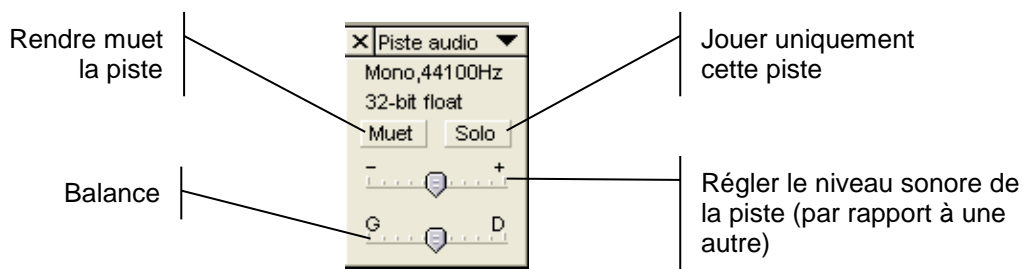 Rendre muet
la piste
Balance
X Piste audio
Mono,44100Hz
32-bit float
Muet Solo
- +
G D
Jouer uniquement
cette piste
Régler le niveau sonore de
la piste (par rapport à une
autre)